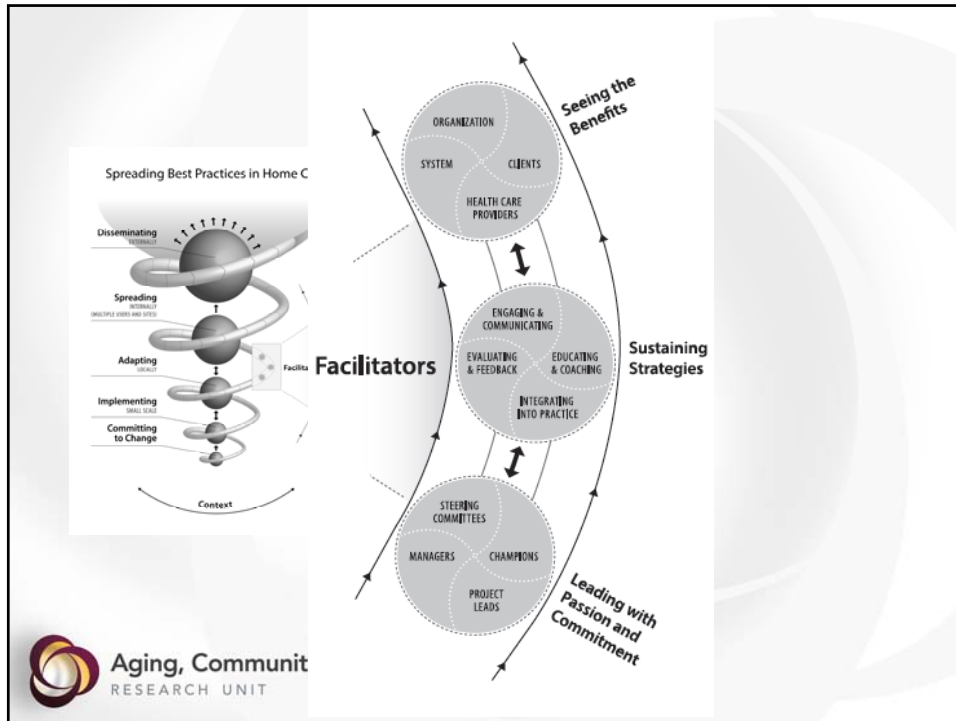 Spreading Best Practices in Home C
Disseminating
EXTERNALLY
Spreading
INTERNALLY
(MULTIPLE USERS AND SITES)
Adapting
LOCALLY
Implementing
SMALL SCALE
Committing
to Change
Facilita
Context
Facilitators
ORGANIZATION
SYSTEM
CLIENTS
HEALTH CARE
PROVIDERS
Seeing the
Benefits
ENGAGING &
COMMUNICATING
EVALUATING
& FEEDBACK
EDUCATING
& COACHING
INTEGRATING
INTO PRACTICE
Sustaining
Strategies
STEERING
COMMITTEES
MANAGERS
CHAMPIONS
PROJECT
LEADS
Leading with
Passion and
Commitment
Aging, Communit
RESEARCH UNIT